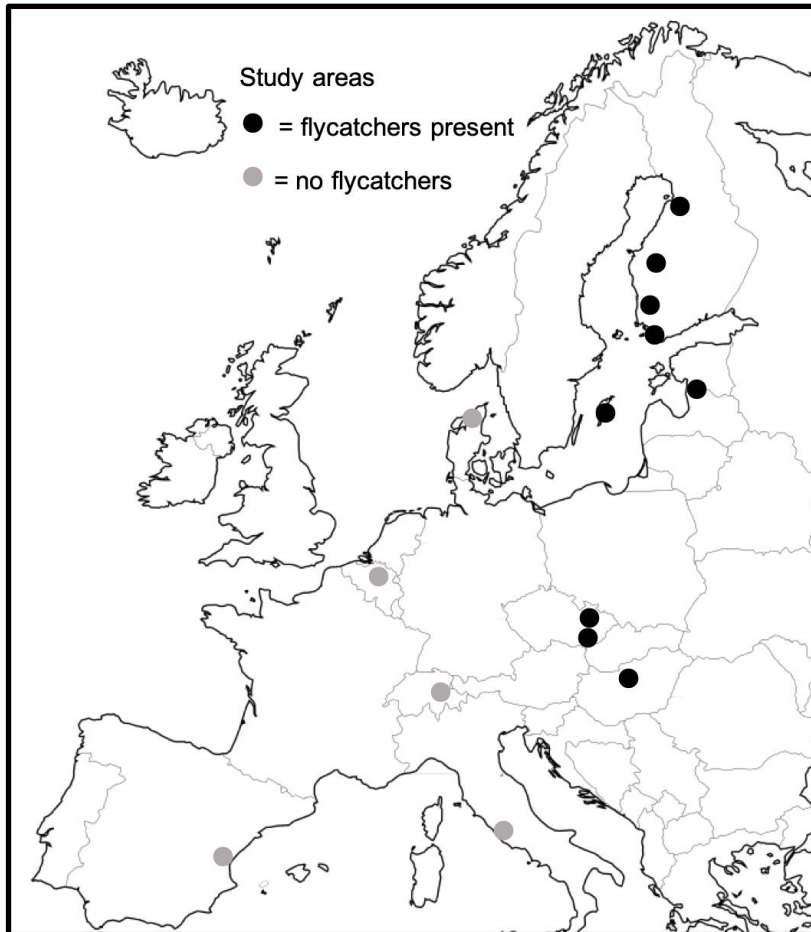 Study areas
= flycatchers present
= no flycatchers